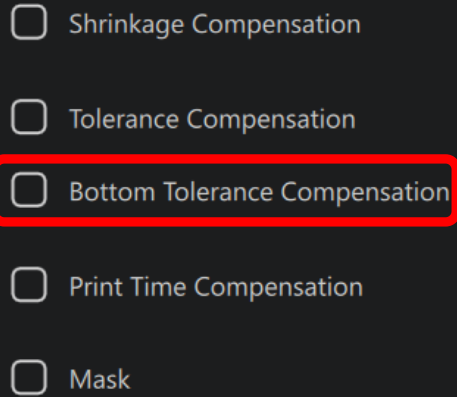 Shrinkage Compensation
Tolerance Compensation
Bottom Tolerance Compensation
Print Time Compensation
Mask